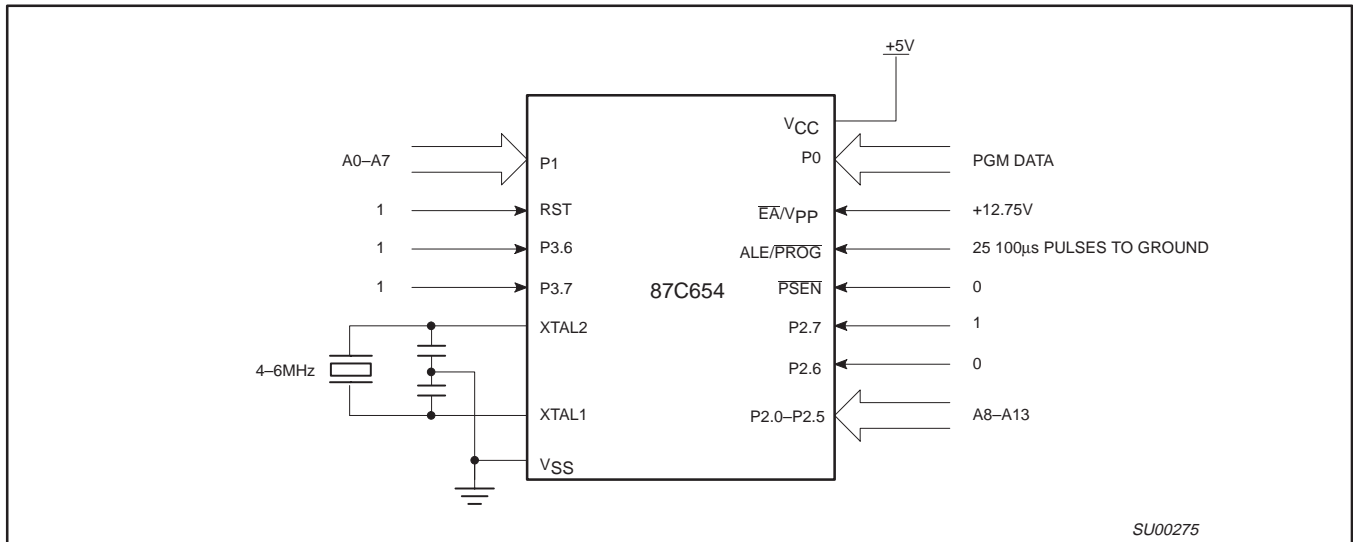 +5V
VCC
A0–A7
P1
P0
PGM DATA
1
RST
EA/VPP
+12.75V
1
P3.6
ALE/PROG
25 100µs PULSES TO GROUND
1
P3.7
87C654
PSEN
0
XTAL2
P2.7
1
4–6MHz
P2.6
0
XTAL1
P2.0–P2.5
A8–A13
VSS
SU00275